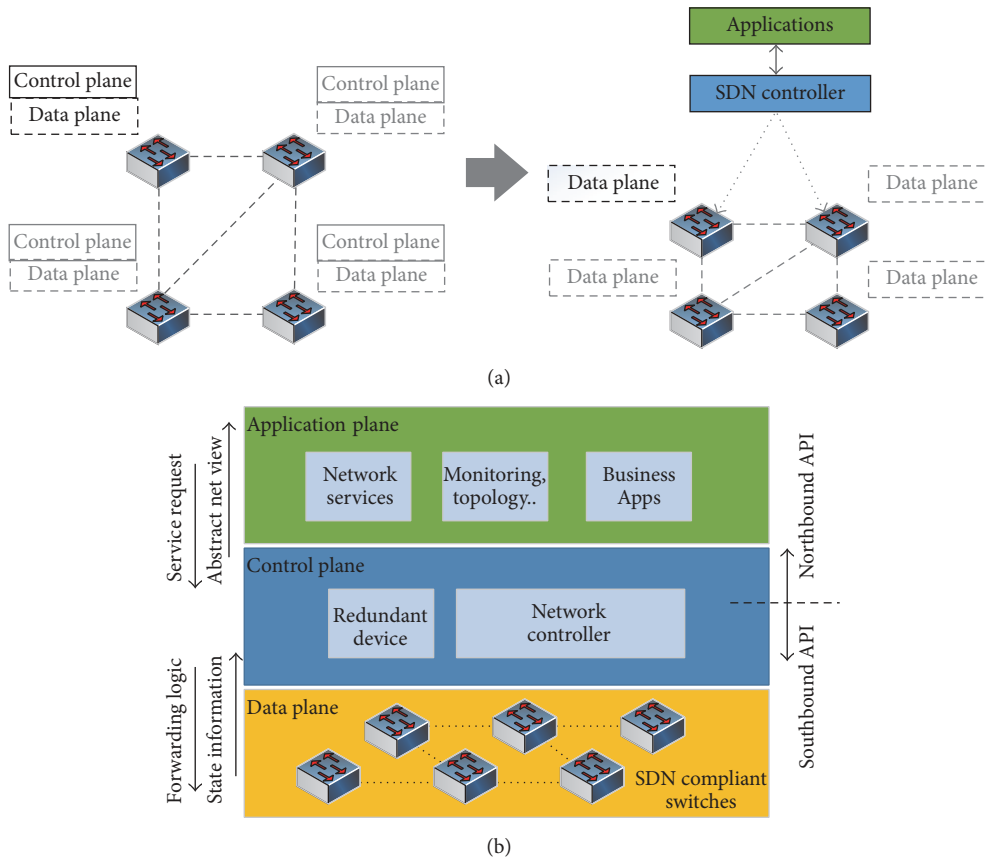 Applications
SDN controller
Control plane
Data plane
Control plane
Data plane
Data plane
Data plane
Control plane
Data plane
Control plane
Data plane
Data plane
Data plane
(a)
Application plane
Network
services
Monitoring,
topology..
Business
Apps
Service request
Abstract net view
Northbound API
Control plane
Redundant
device
Network
controller
Southbound API
Forwarding logic
State information
Data plane
SDN compliant
switches
(b)